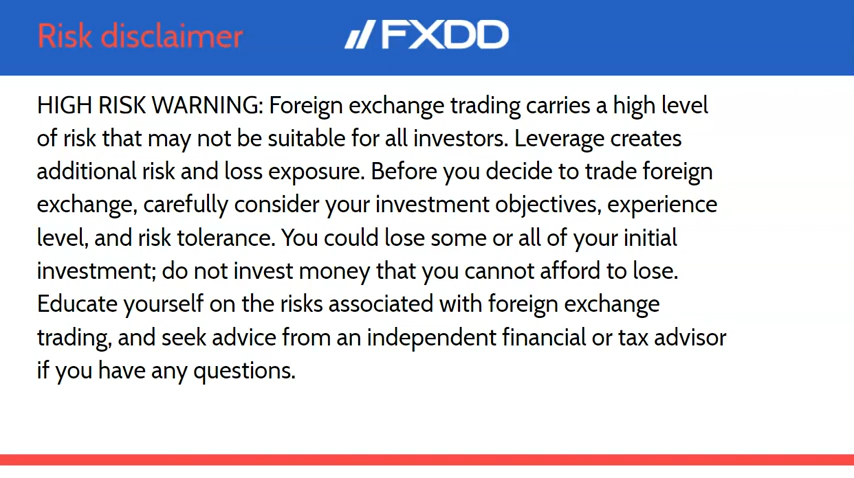 Risk disclaimer
FXDD
HIGH RISK WARNING: Foreign exchange trading carries a high level
of risk that may not be suitable for all investors. Leverage creates
additional risk and loss exposure. Before you decide to trade foreign
exchange, carefully consider your investment objectives, experience
level, and risk tolerance. You could lose some or all of your initial
investment; do not invest money that you cannot afford to lose.
Educate yourself on the risks associated with foreign exchange
trading, and seek advice from an independent financial or tax advisor
if you have any questions.